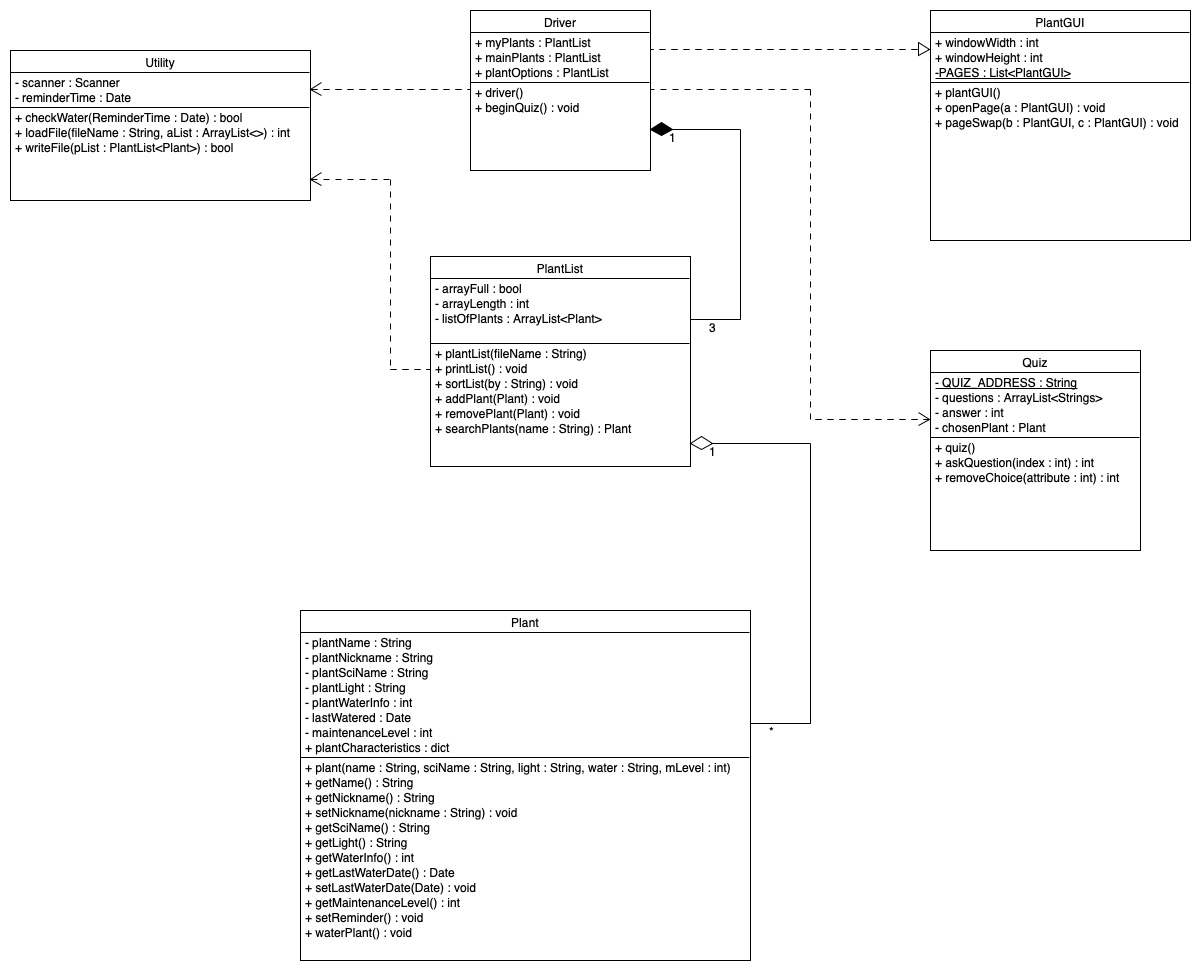 Utility
- scanner : Scanner
- reminderTime : Date
+ checkWater(ReminderTime : Date) : bool
+ loadFile(fileName : String, aList : ArrayList<>) : int
+ writeFile(pList : PlantList<Plant>) : bool
Driver
+ myPlants : PlantList
+ mainPlants : PlantList
+ plantOptions : PlantList
+ driver()
+ beginQuiz() : void
1
3
PlantGUI
+ windowWidth : int
+ windowHeight : int
-PAGES : List<PlantGUI>
+ plantGUI()
+ openPage(a : PlantGUI) : void
+ pageSwap(b : PlantGUI, c : PlantGUI) : void
PlantList
- arrayFull : bool
- arrayLength : int
- listOfPlants : ArrayList<Plant>
+ plantList(fileName : String)
+ printList() : void
+ sortList(by : String) : void
+ addPlant(Plant) : void
+ removePlant(Plant) : void
+ searchPlants(name : String) : Plant
1
*
Quiz
- QUIZ_ADDRESS : String
- questions : ArrayList<Strings>
- answer : int
- chosenPlant : Plant
+ quiz()
+ askQuestion(index : int) : int
+ removeChoice(attribute : int) : int
Plant
- plantName : String
- plantNickname : String
- plantSciName : String
- plantLight : String
- plantWaterInfo : int
- lastWatered : Date
- maintenanceLevel : int
+ plantCharacteristics : dict
+ plant(name : String, sciName : String, light : String, water : String, mLevel : int)
+ getName() : String
+ getNickname() : String
+ setNickname(nickname : String) : void
+ getSciName() : String
+ getLight() : String
+ getWaterInfo() : int
+ getLastWaterDate() : Date
+ setLastWaterDate(Date) : void
+ getMaintenanceLevel() : int
+ setReminder() : void
+ waterPlant() : void